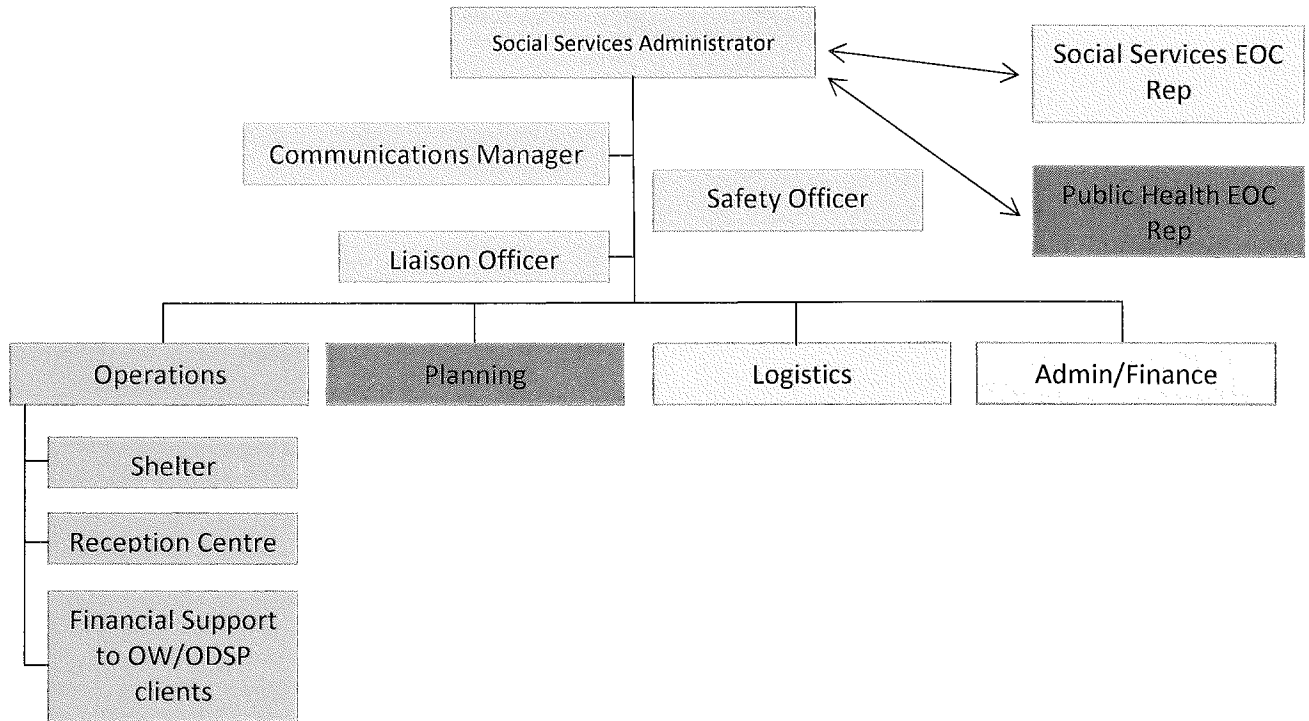 Social Services Administrator
Social Services EOC
Rep
Communications Manager
Safety Officer
Public Health EOC
Rep
Liaison Officer
Operations
Planning
Logistics
Admin/Finance
Shelter
Reception Centre
Financial Support
to OW/ODSP
clients